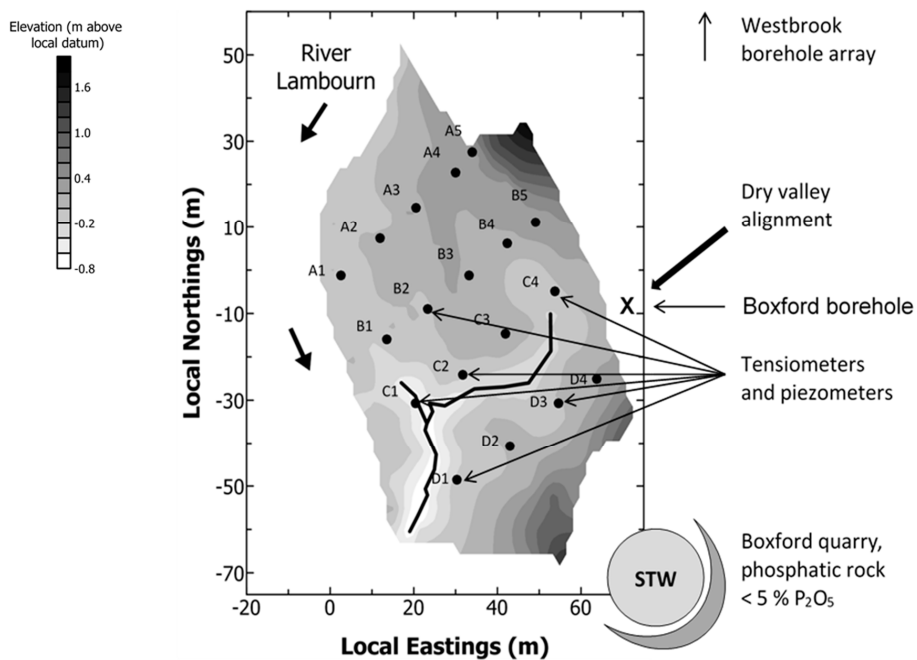 Elevation (m above
local datum)
1.6
1.0
0.4
-0.2
-0.8
River
Lambourn
Westbrook
borehole array
Dry valley
alignment
X
Boxford borehole
Tensiometers
and piezometers
Boxford quarry,
phosphatic rock
< 5 % P₂O₅
STW
A5
A4
A3
A2
A1
B5
B4
B3
B2
B1
C4
C3
C2
C1
D4
D3
D2
D1
Local Northings (m)
50
30
10
-10
-30
-50
-70
-20
0
20
40
60
Local Eastings (m)